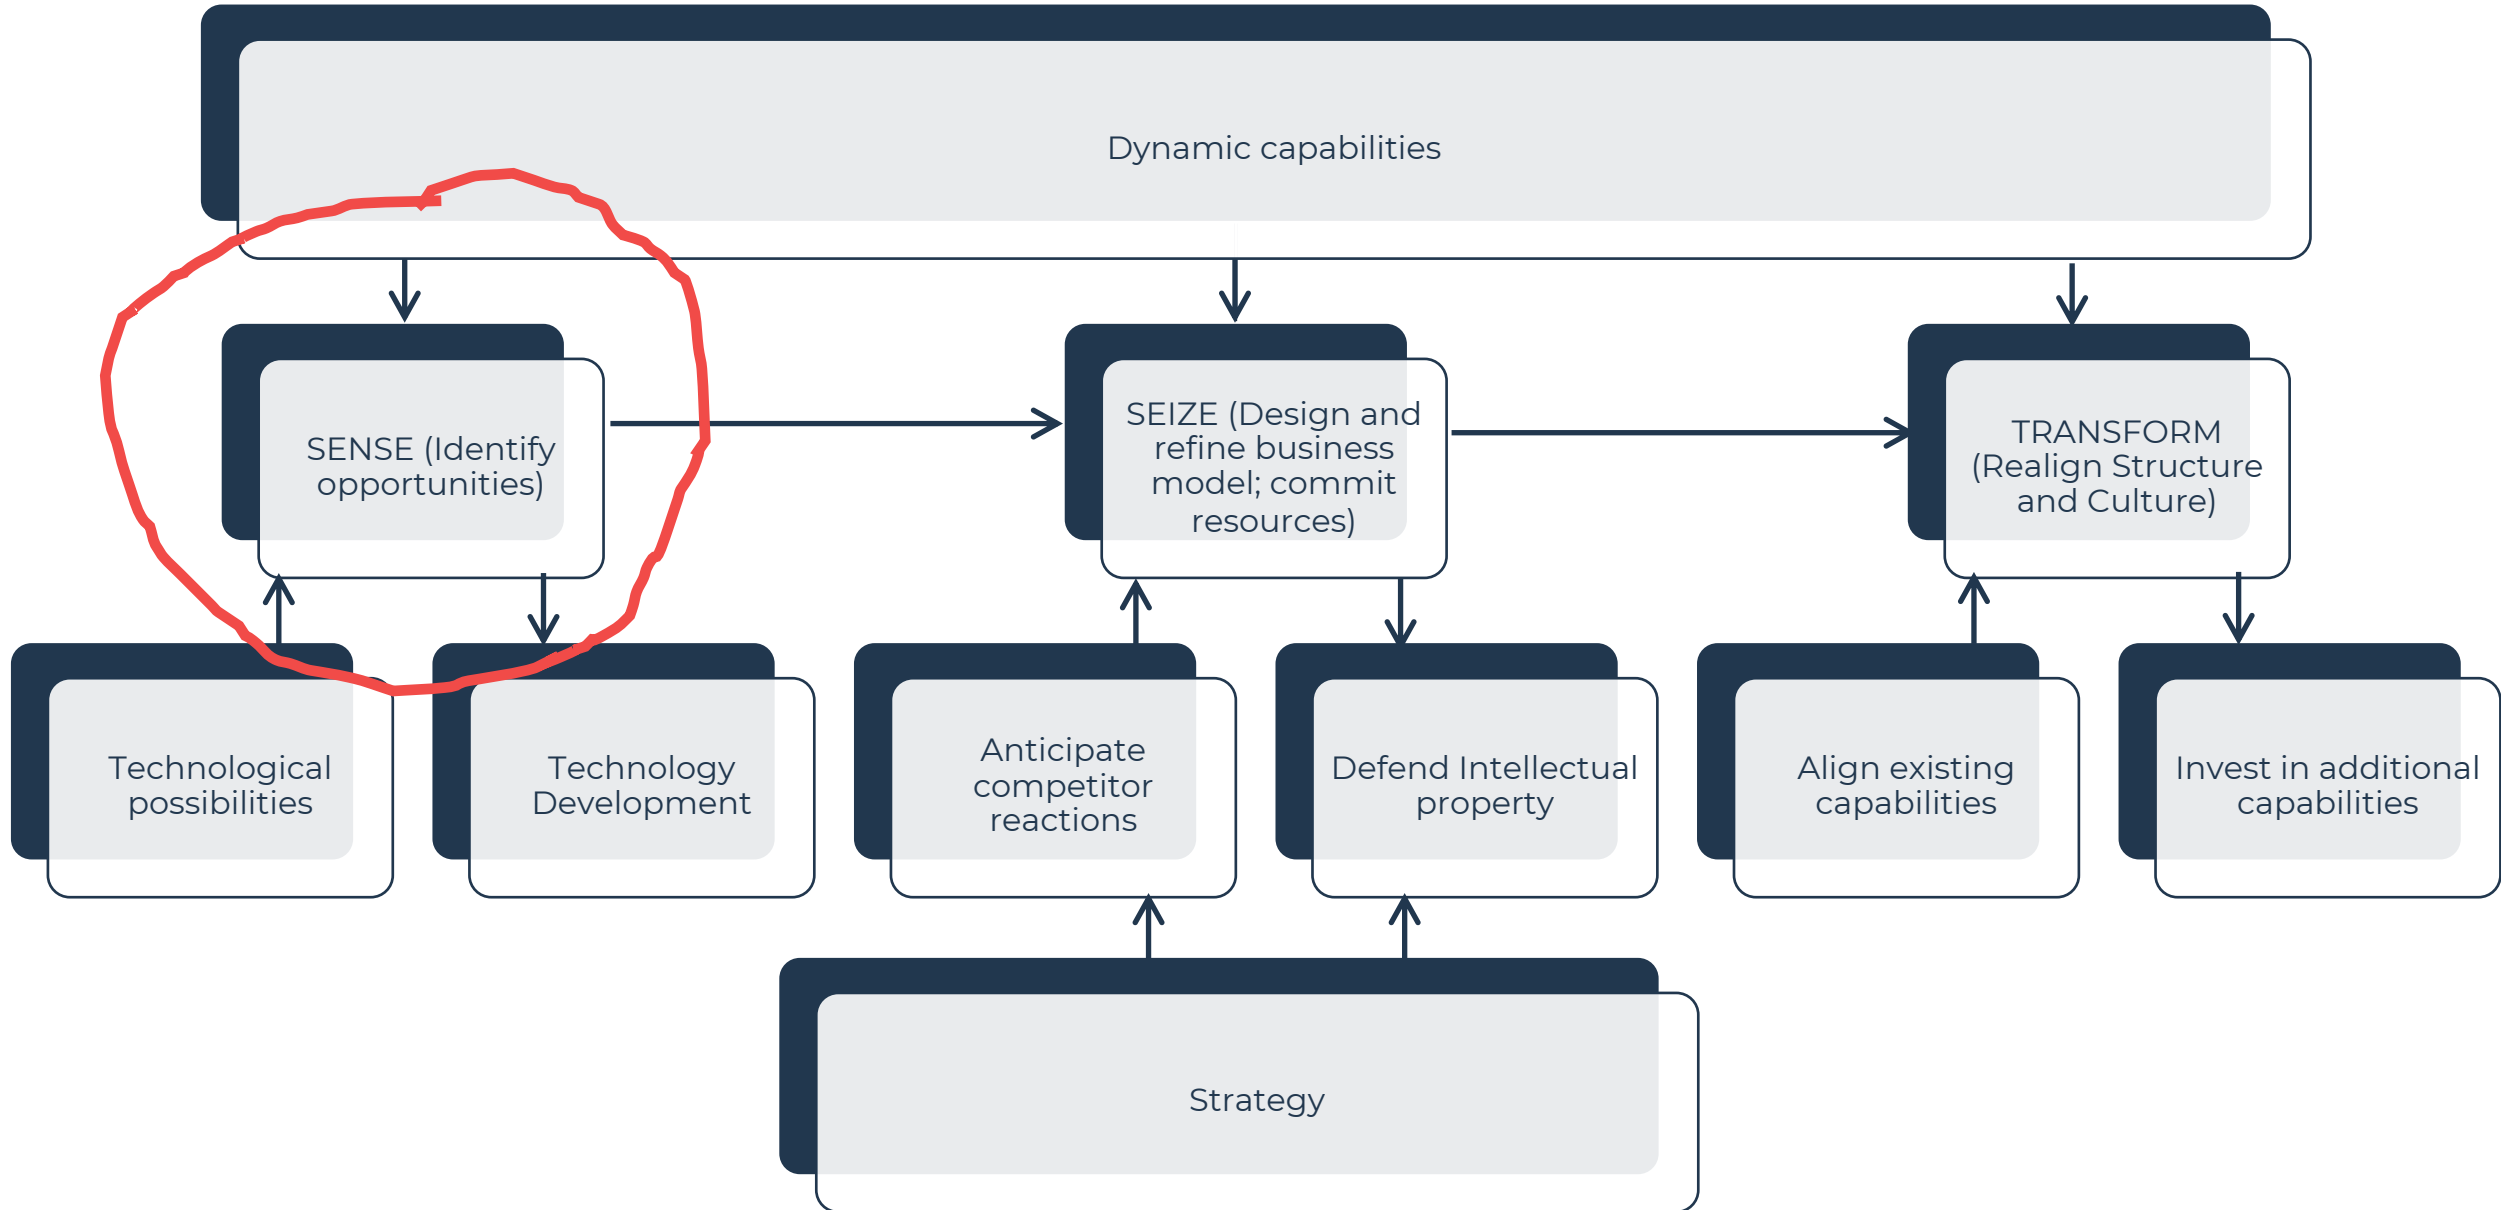 Dynamic capabilities
SENSE (Identify
opportunities)
SEIZE (Design and
refine business
model; commit
resources)
TRANSFORM
(Realign Structure
and Culture)
Technological
possibilities
Technology
Development
Anticipate
competitor
reactions
Defend Intellectual
property
Align existing
capabilities
Invest in additional
capabilities
Strategy